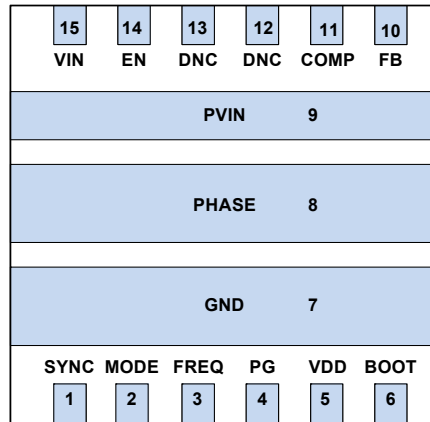 15 14 13 12 11 10
VIN EN DNC DNC COMP FB
PVIN 9
PHASE 8
GND 7
SYNC MODE FREQ PG VDD BOOT
1 2 3 4 5 6